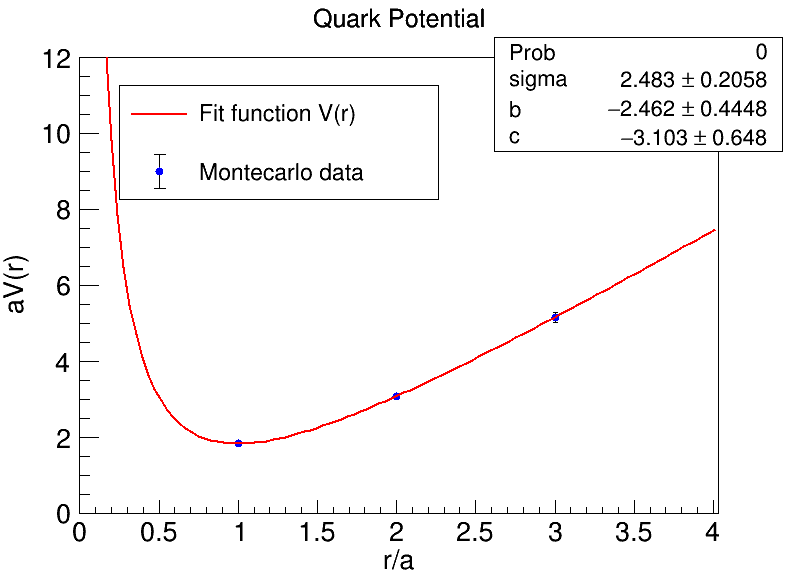 Quark Potential
Prob 0
sigma 2.483 ± 0.2058
b −2.462 ± 0.4448
c −3.103 ± 0.648
Fit function V(r)
Montecarlo data
aV(r)
12
10
8
6
4
2
0
0 0.5 1 1.5 2 2.5 3 3.5 4
r/a